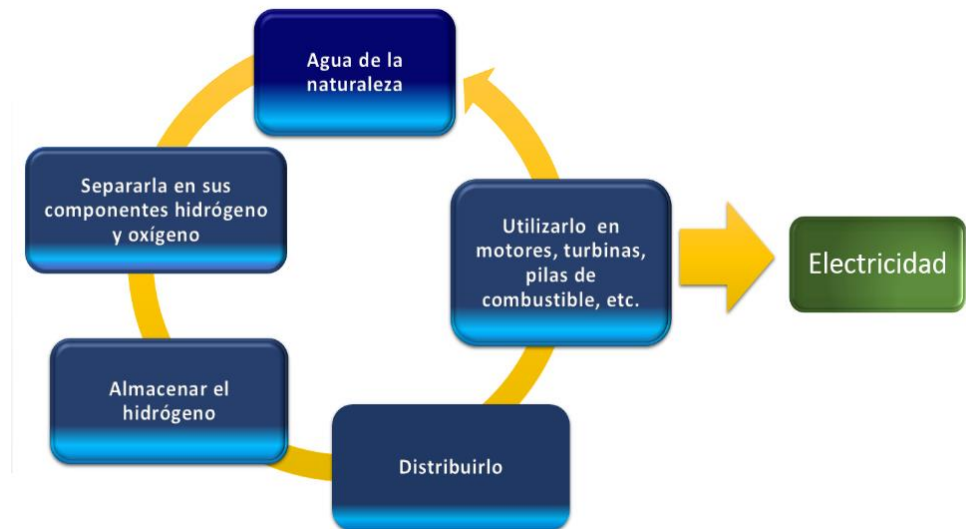 Agua de la
naturaleza
Separarla en sus
componentes hidrógeno
y oxígeno
Almacenar el
hidrógeno
Distribuirlo
Utilizarlo en
motores, turbinas,
pilas de
combustible, etc.
Electricidad